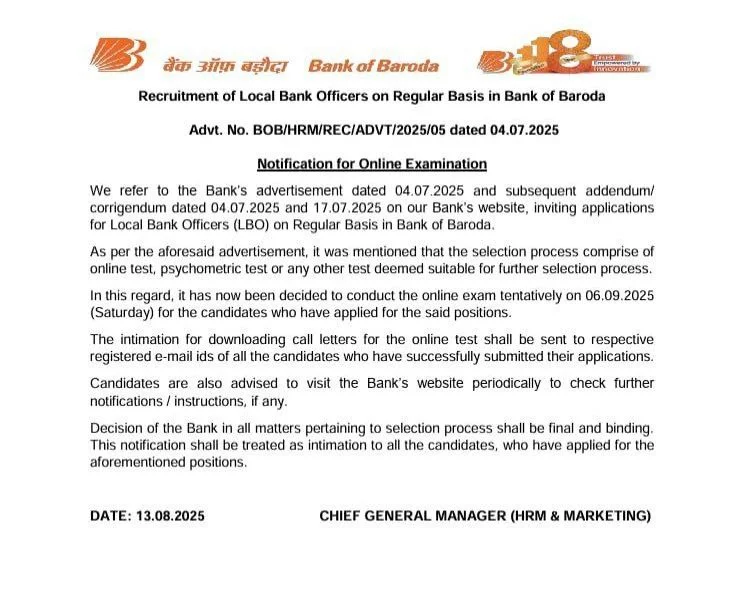 बैंक ऑफ़ बड़ौदा Bank of Baroda
118
Trust
Empowered by
Innovation
Recruitment of Local Bank Officers on Regular Basis in Bank of Baroda
Advt. No. BOB/HRM/REC/ADVT/2025/05 dated 04.07.2025
Notification for Online Examination
We refer to the Bank's advertisement dated 04.07.2025 and subsequent addendum/
corrigendum dated 04.07.2025 and 17.07.2025 on our Bank's website, inviting applications
for Local Bank Officers (LBO) on Regular Basis in Bank of Baroda.
As per the aforesaid advertisement, it was mentioned that the selection process comprise of
online test, psychometric test or any other test deemed suitable for further selection process.
In this regard, it has now been decided to conduct the online exam tentatively on 06.09.2025
(Saturday) for the candidates who have applied for the said positions.
The intimation for downloading call letters for the online test shall be sent to respective
registered e-mail ids of all the candidates who have successfully submitted their applications.
Candidates are also advised to visit the Bank's website periodically to check further
notifications / instructions, if any.
Decision of the Bank in all matters pertaining to selection process shall be final and binding.
This notification shall be treated as intimation to all the candidates, who have applied for the
aforementioned positions.
DATE: 13.08.2025 CHIEF GENERAL MANAGER (HRM & MARKETING)